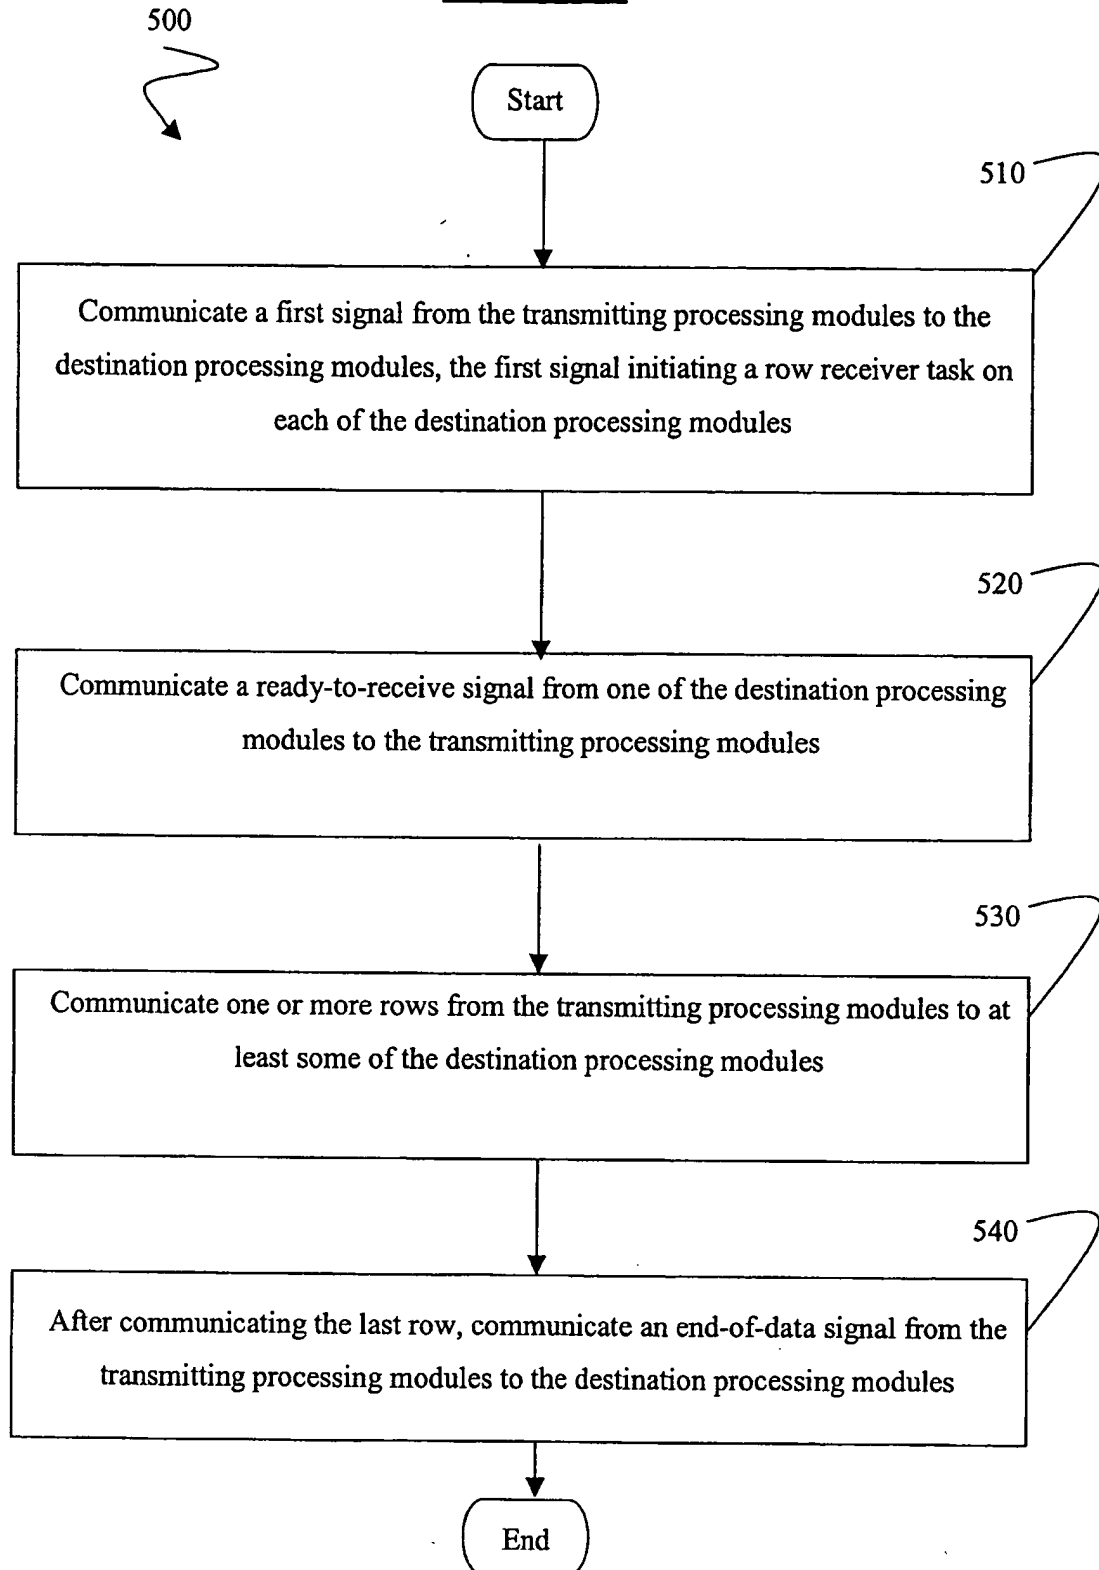 500
Start
510
Communicate a first signal from the transmitting processing modules to the
destination processing modules, the first signal initiating a row receiver task on
each of the destination processing modules
520
Communicate a ready-to-receive signal from one of the destination processing
modules to the transmitting processing modules
530
Communicate one or more rows from the transmitting processing modules to at
least some of the destination processing modules
540
After communicating the last row, communicate an end-of-data signal from the
transmitting processing modules to the destination processing modules
End